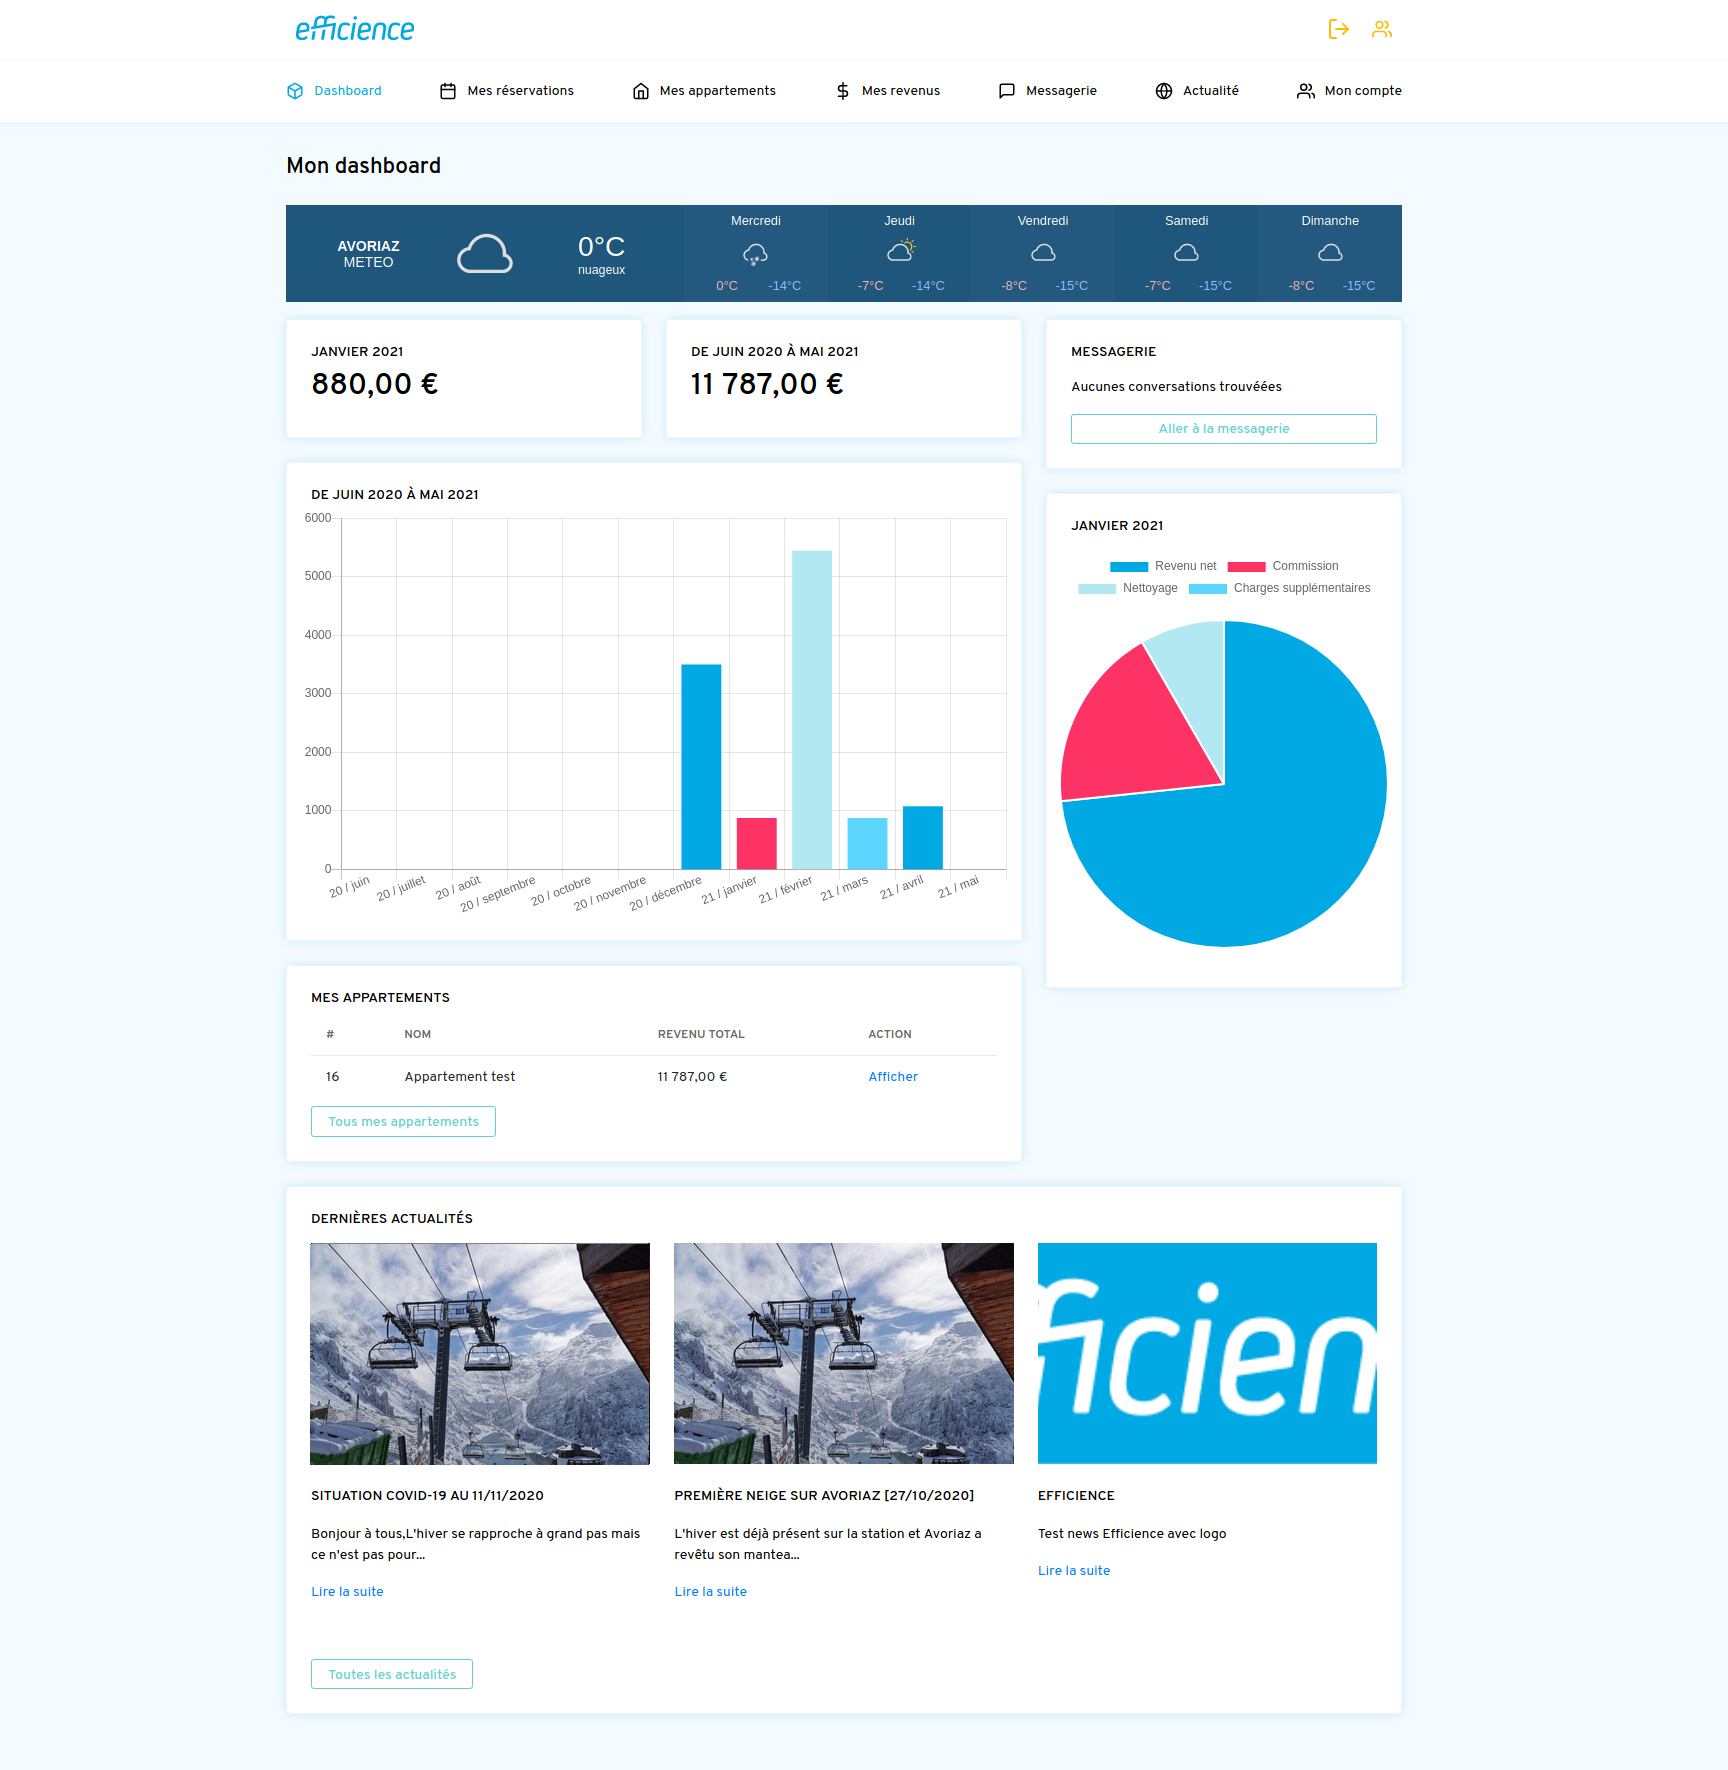 efficience
Dashboard
Mes réservations
Mes appartements
Mes revenus
Messagerie
Actualité
Mon compte
Mon dashboard
AVORIAZ
METEO
0°C
nuageux
Mercredi
0°C -14°C
Jeudi
-7°C -14°C
Vendredi
-8°C -15°C
Samedi
-7°C -15°C
Dimanche
-8°C -15°C
JANVIER 2021
880,00 €
DE JUIN 2020 À MAI 2021
11 787,00 €
MESSAGERIE
Aucunes conversations trouvéées
Aller à la messagerie
DE JUIN 2020 À MAI 2021
6000
5000
4000
3000
2000
1000
0
20 / juin
20 / juillet
20 / août
20 / septembre
20 / octobre
20 / novembre
20 / décembre
21 / janvier
21 / février
21 / mars
21 / avril
21 / mai
JANVIER 2021
Revenu net
Commission
Nettoyage
Charges supplémentaires
MES APPARTEMENTS
# NOM REVENU TOTAL ACTION
16 Appartement test 11 787,00 € Afficher
Tous mes appartements
DERNIÈRES ACTUALITÉS
SITUATION COVID-19 AU 11/11/2020
Bonjour à tous,L'hiver se rapproche à grand pas mais
ce n'est pas pour...
Lire la suite
PREMIÈRE NEIGE SUR AVORIAZ [27/10/2020]
L'hiver est déjà présent sur la station et Avoriaz a
revêtu son mantea...
Lire la suite
fficien
EFFICIENCE
Test news Efficience avec logo
Lire la suite
Toutes les actualités